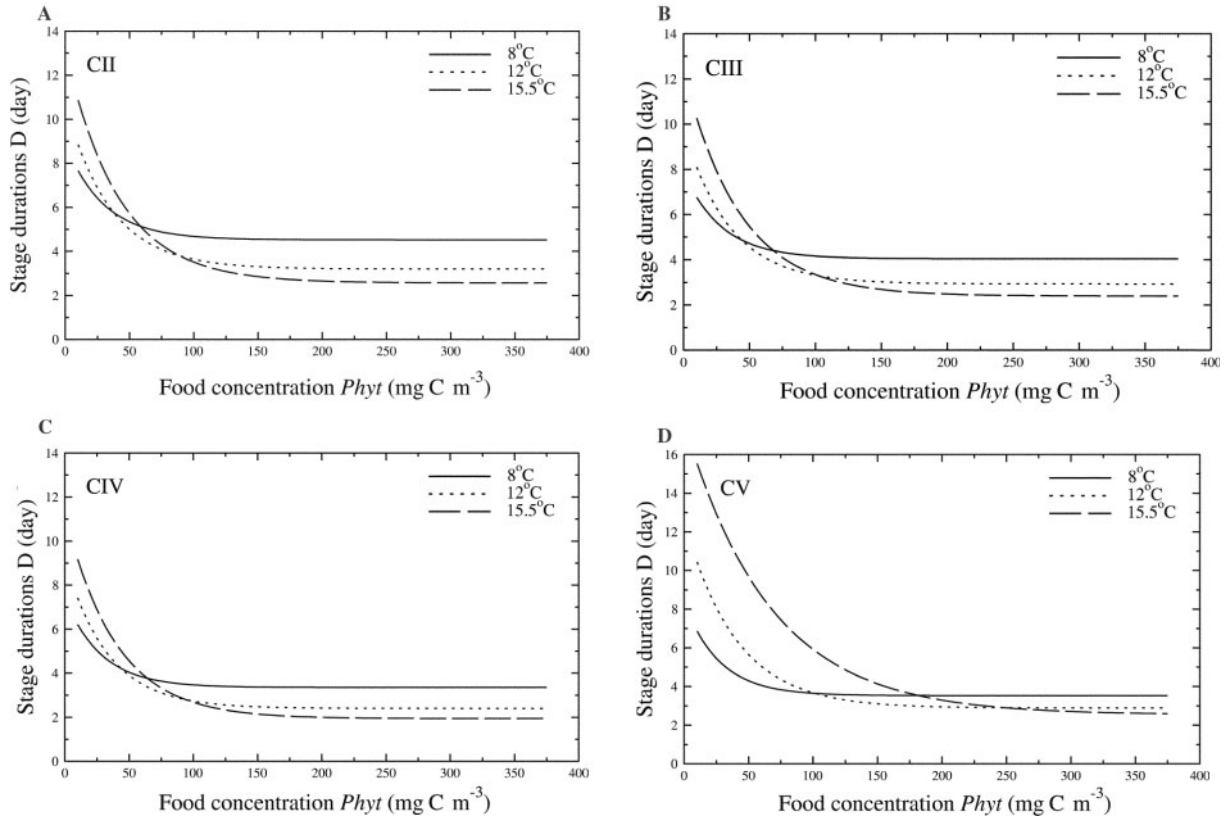 A
CII
8°C
12°C
15.5°C
Stage durations D (day)
14
12
10
8
6
4
2
0
0 50 100 150 200 250 300 350 400
Food concentration Phyt (mg C m⁻³)
B
CIII
8°C
12°C
15.5°C
Stage durations D (day)
14
12
10
8
6
4
2
0
0 50 100 150 200 250 300 350 400
Food concentration Phyt (mg C m⁻³)
C
CIV
8°C
12°C
15.5°C
Stage durations D (day)
14
12
10
8
6
4
2
0
0 50 100 150 200 250 300 350 400
Food concentration Phyt (mg C m⁻³)
D
CV
8°C
12°C
15.5°C
Stage durations D (day)
16
14
12
10
8
6
4
2
0
0 50 100 150 200 250 300 350 400
Food concentration Phyt (mg C m⁻³)